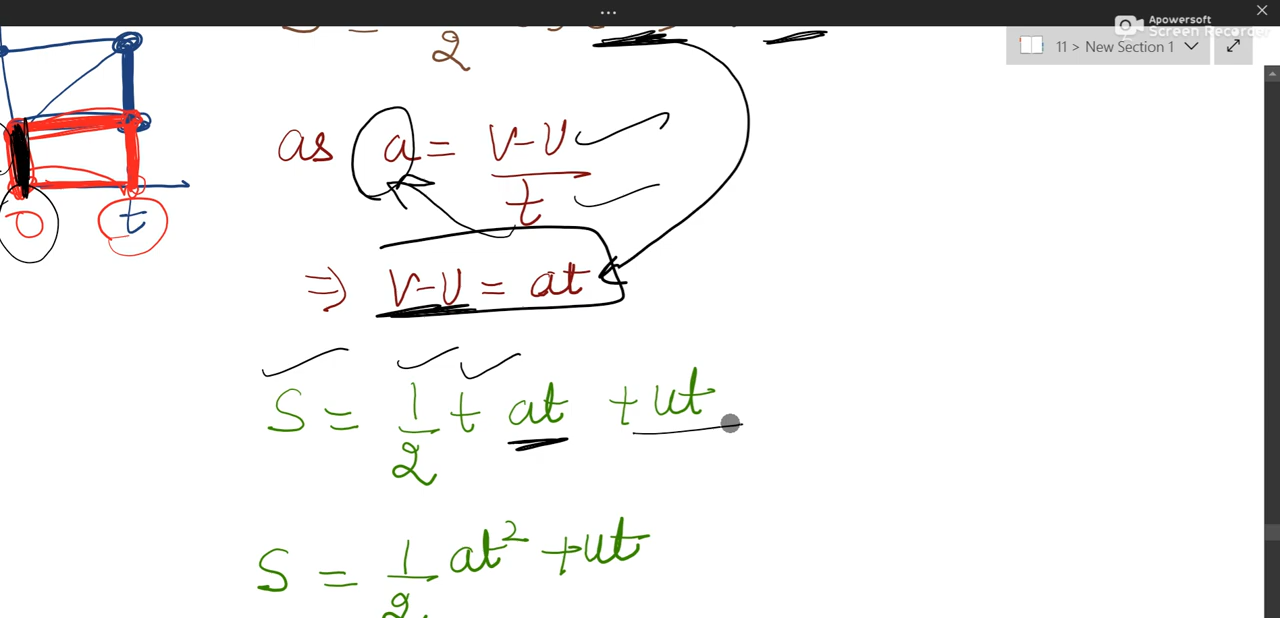 ...
Apowersoft
Screen Recorder
11 > New Section 1
2
as a = v-u
t
⇒ v-u = at
0 t
S = 1/2 t at + ut
S = 1/2 at² + ut